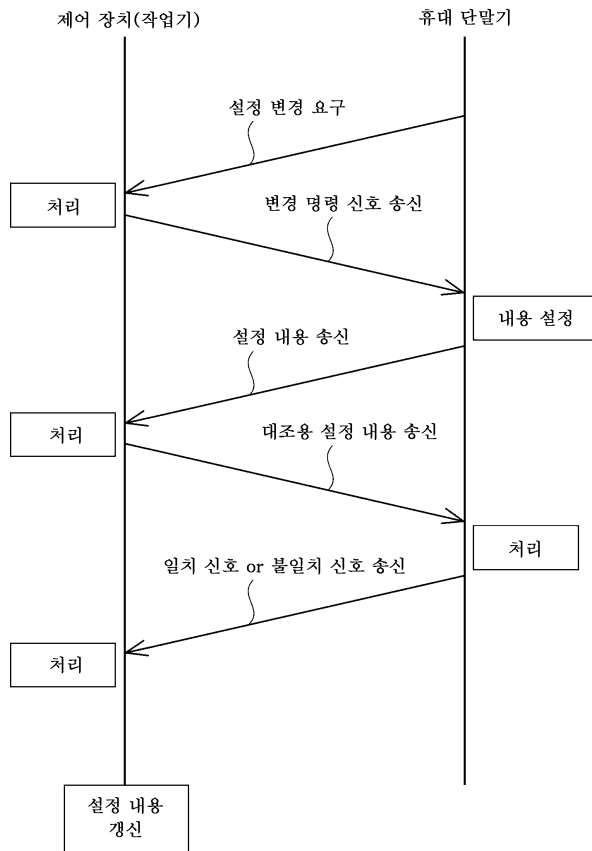 제어 장치(작업기)
휴대 단말기
설정 변경 요구
처리
변경 명령 신호 송신
내용 설정
설정 내용 송신
처리
대조용 설정 내용 송신
처리
일치 신호 or 불일치 신호 송신
처리
설정 내용
갱신